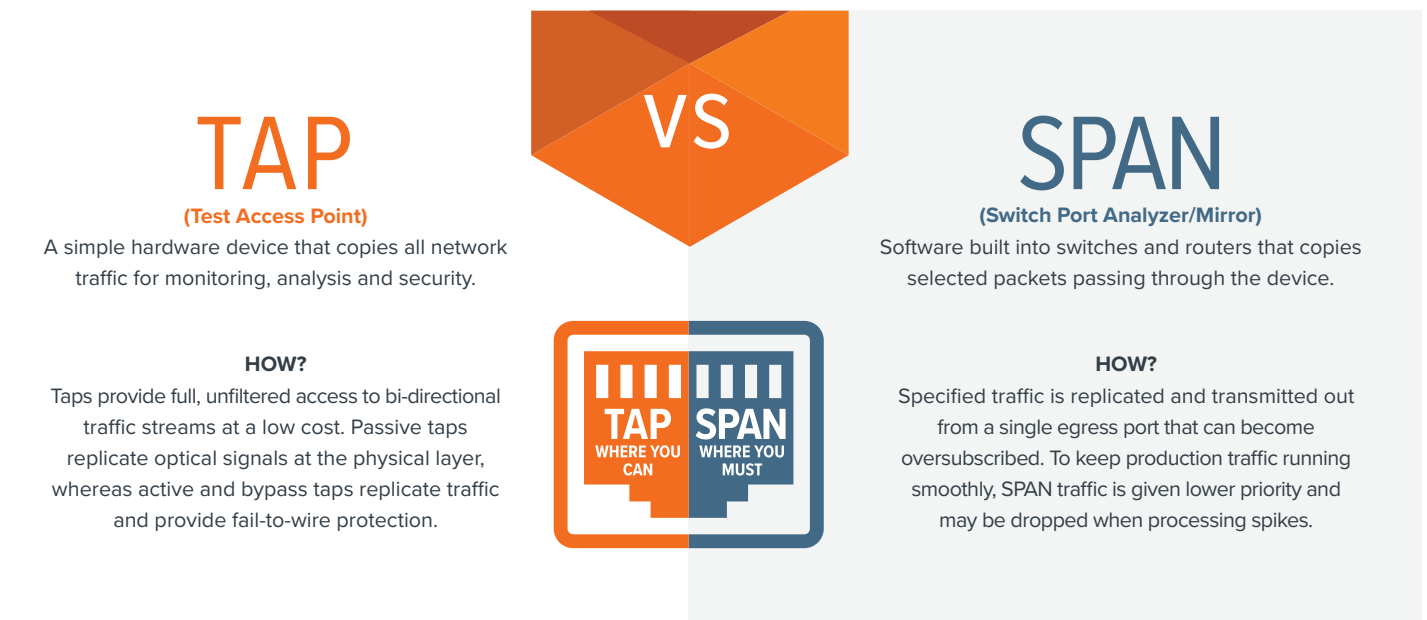 VS
TAP
(Test Access Point)
A simple hardware device that copies all network
traffic for monitoring, analysis and security.
HOW?
Taps provide full, unfiltered access to bi-directional
traffic streams at a low cost. Passive taps
replicate optical signals at the physical layer,
whereas active and bypass taps replicate traffic
and provide fail-to-wire protection.
TAP
WHERE YOU
CAN
SPAN
WHERE YOU
MUST
SPAN
(Switch Port Analyzer/Mirror)
Software built into switches and routers that copies
selected packets passing through the device.
HOW?
Specified traffic is replicated and transmitted out
from a single egress port that can become
oversubscribed. To keep production traffic running
smoothly, SPAN traffic is given lower priority and
may be dropped when processing spikes.